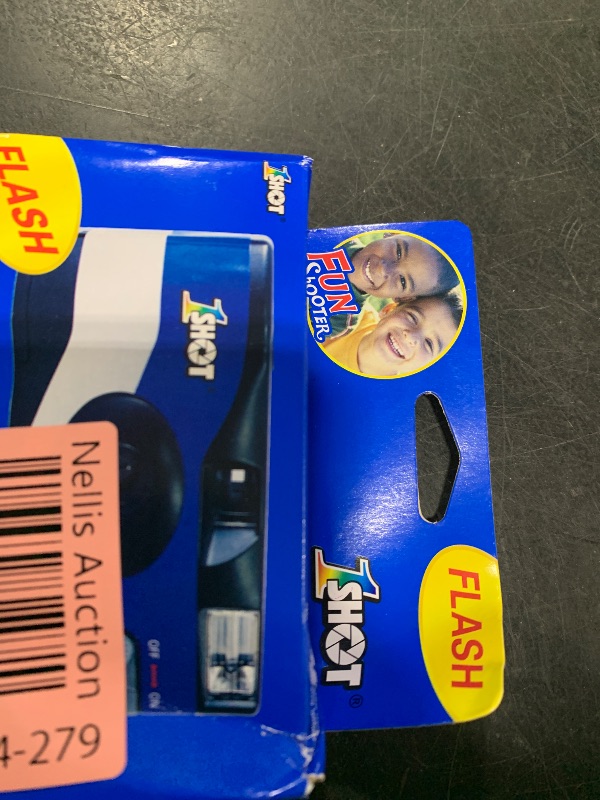 FLASH
1SHOT
1SHOT
OFF ON
Nellis Auction
4-279
FUN
SHOOTER
1SHOT®
FLASH